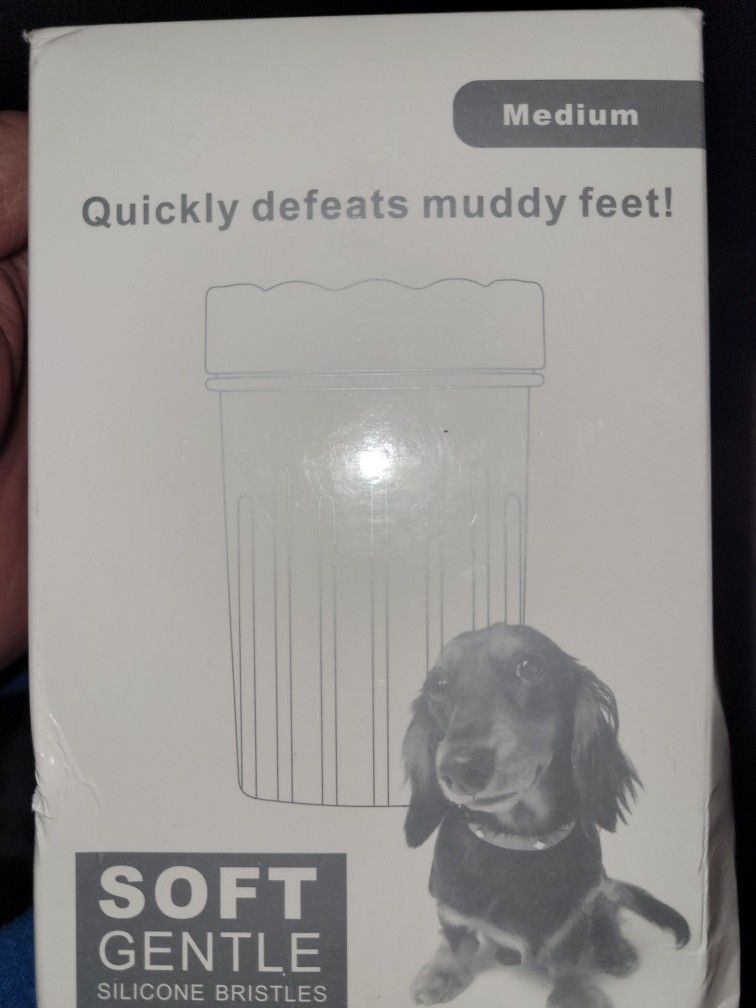 Medium
Quickly defeats muddy feet!
SOFT
GENTLE
SILICONE BRISTLES